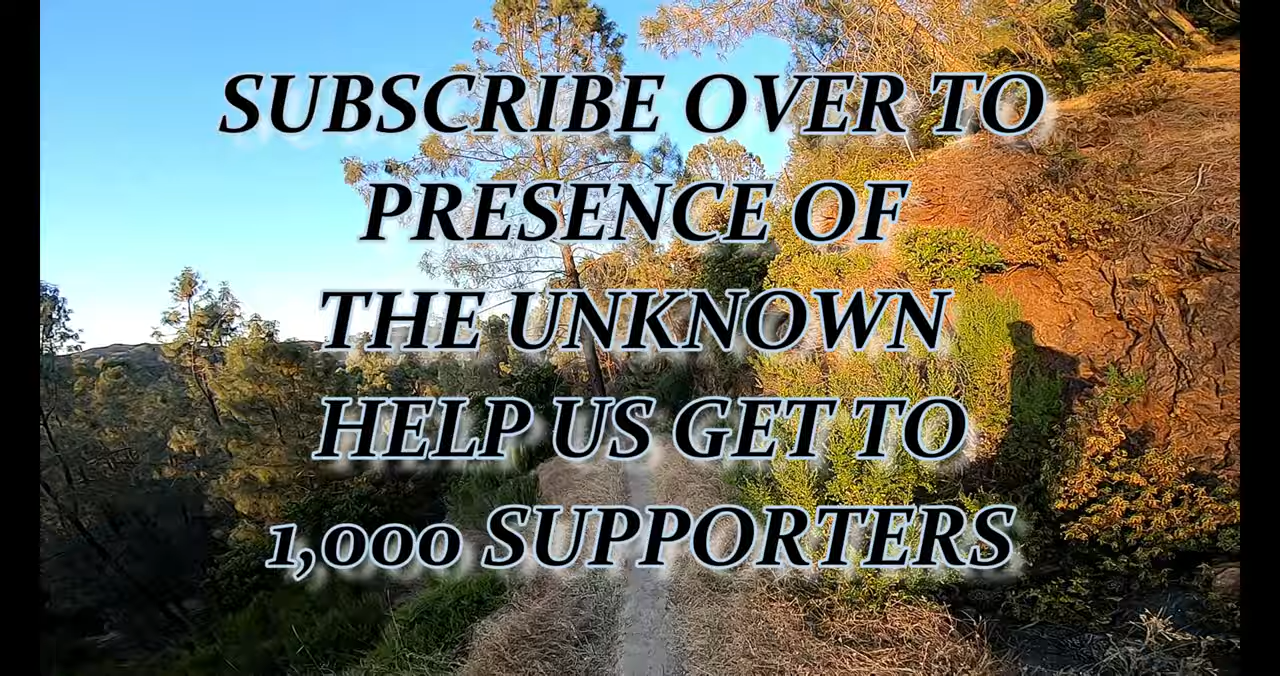 SUBSCRIBE OVER TO
PRESENCE OF
THE UNKNOWN
HELP US GET TO
1,000 SUPPORTERS